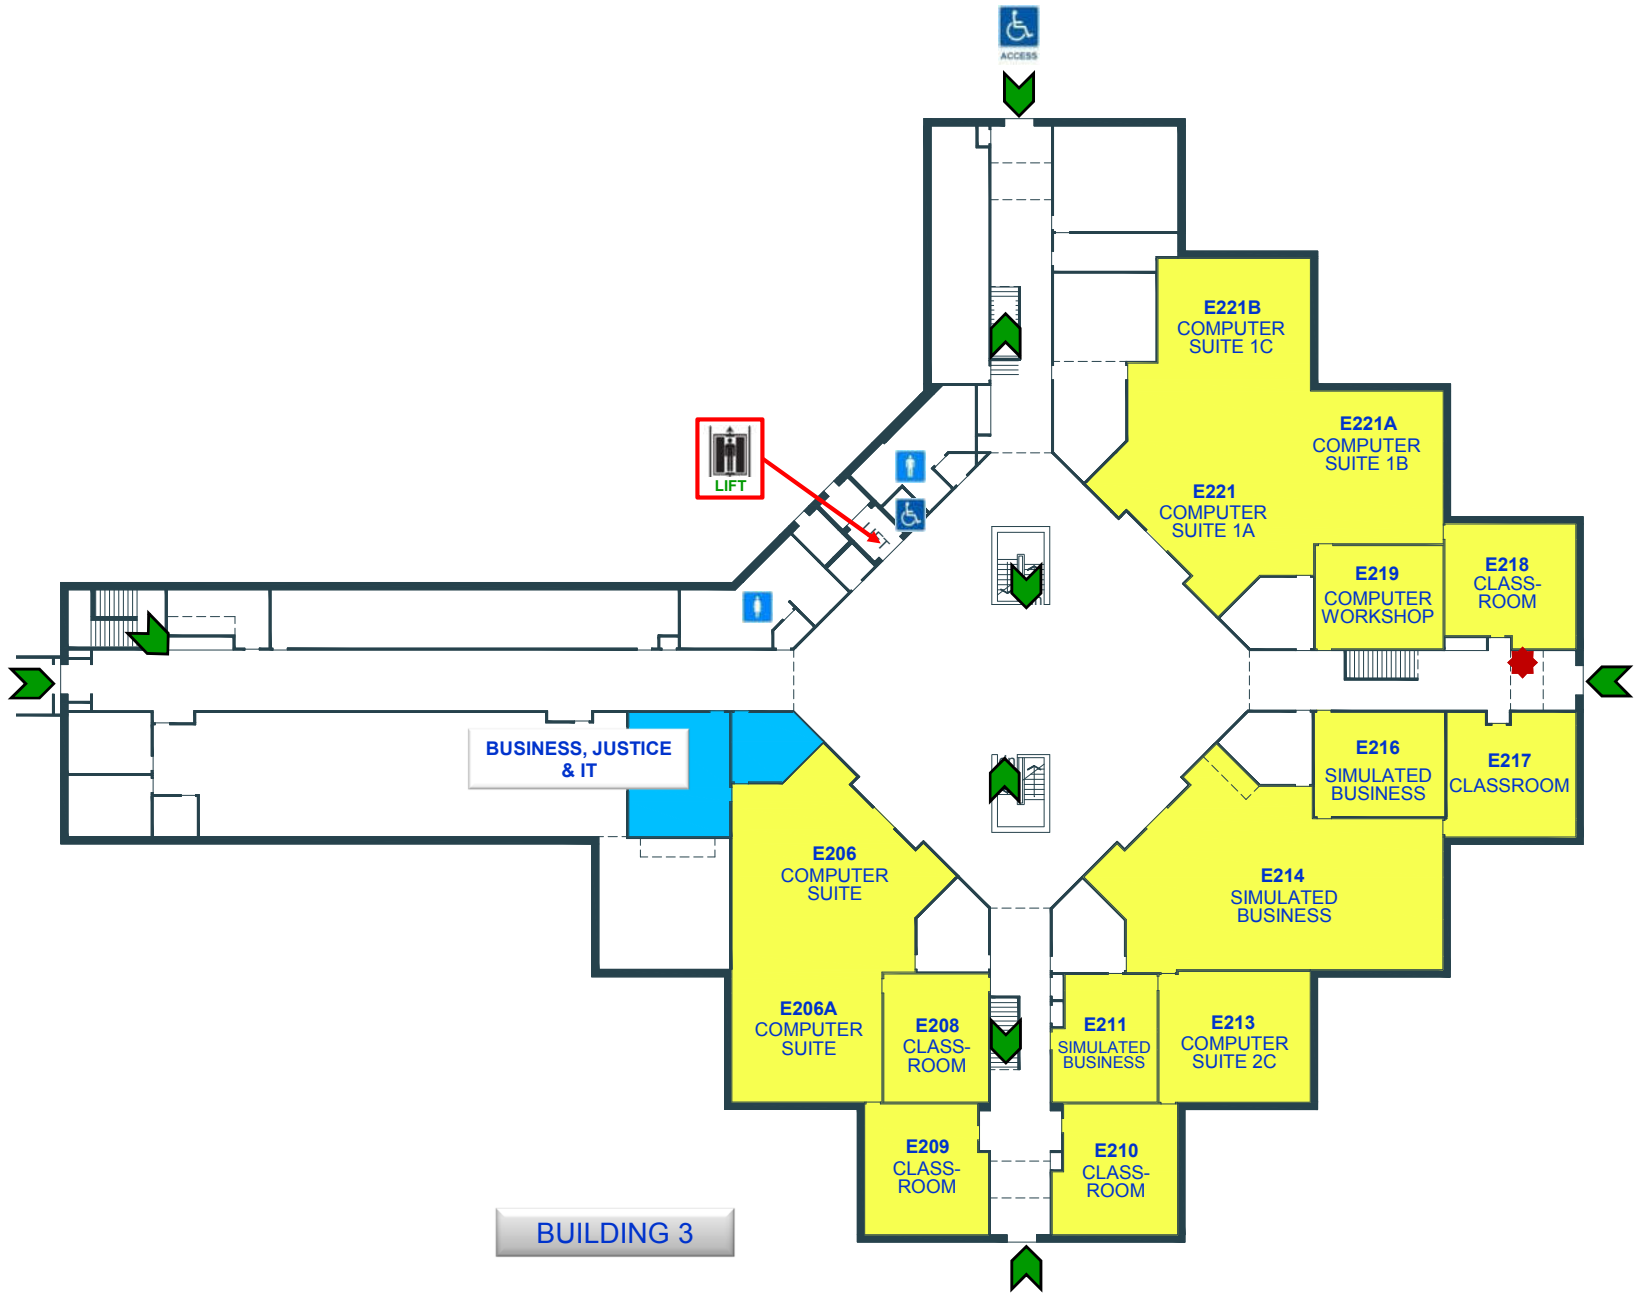 ACCESS
E221B
COMPUTER
SUITE 1C
E221A
COMPUTER
SUITE 1B
LIFT
E221
COMPUTER
SUITE 1A
LIFT
E218
CLASS-
ROOM
E219
COMPUTER
WORKSHOP
BUSINESS, JUSTICE
& IT
E216
SIMULATED
BUSINESS
E217
CLASSROOM
E206
COMPUTER
SUITE
E214
SIMULATED
BUSINESS
E206A
COMPUTER
SUITE
E208
CLASS-
ROOM
E211
SIMULATED
BUSINESS
E213
COMPUTER
SUITE 2C
E209
CLASS-
ROOM
E210
CLASS-
ROOM
BUILDING 3